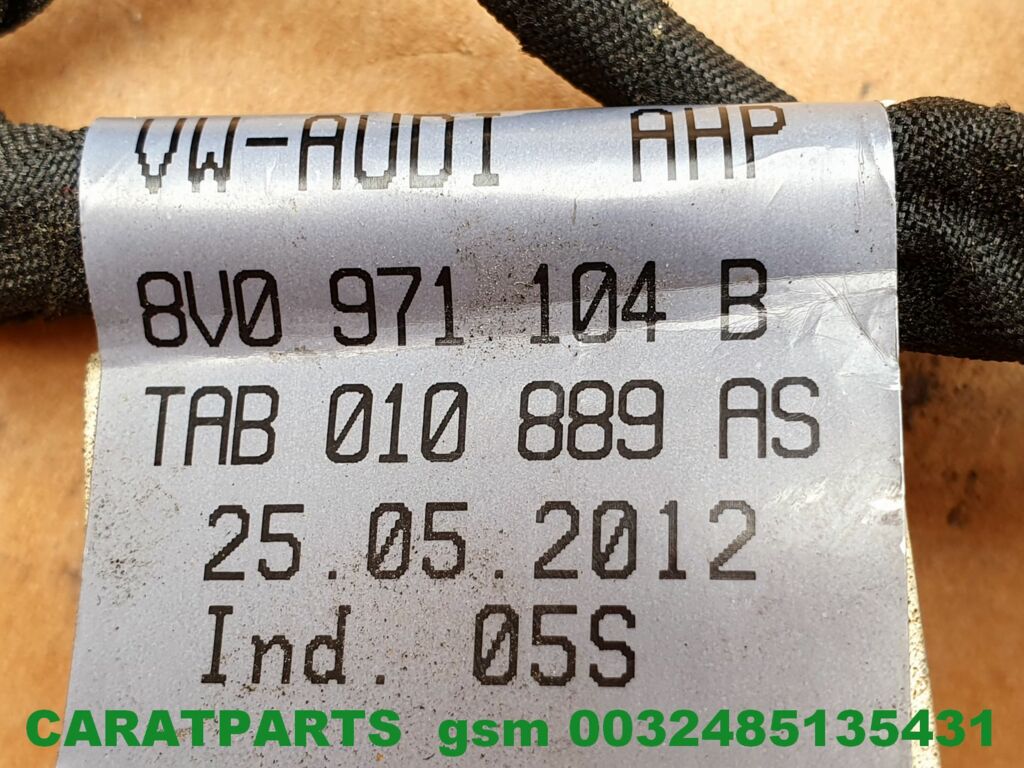 VW-AUDI AHP
8V0 971 104 B
TAB 010 889 AS
25.05.2012
Ind. 05S
CARATPARTS gsm 0032485135431